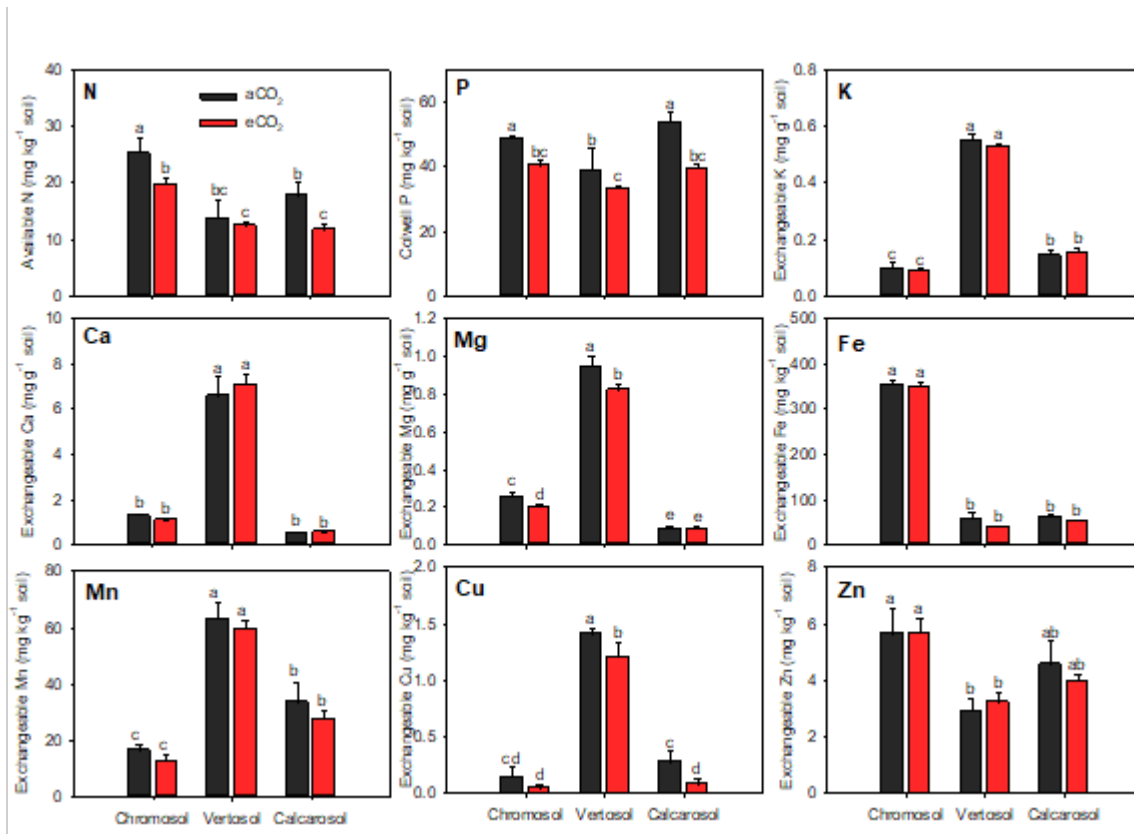 N
aCO₂
eCO₂
Available N (mg kg⁻¹ soil)
40
30
20
10
0
a
b
bc
c
b
c
P
Colwell P (mg kg⁻¹ soil)
60
40
20
0
a
bc
b
c
a
bc
K
Exchangeable K (mg g⁻¹ soil)
0.8
0.6
0.4
0.2
0.0
c
c
a
a
b
b
Ca
Exchangeable Ca (mg g⁻¹ soil)
10
8
6
4
2
0
b
b
a
a
b
b
Mg
Exchangeable Mg (mg g⁻¹ soil)
1.2
1.0
0.8
0.6
0.4
0.2
0.0
c
d
a
b
e
e
Fe
Exchangeable Fe (mg kg⁻¹ soil)
500
400
300
200
100
0
a
a
b
b
b
b
Mn
Exchangeable Mn (mg kg⁻¹ soil)
80
60
40
20
0
c
c
a
a
b
b
Chromosol Vertosol Calcarosol
Cu
Exchangeable Cu (mg kg⁻¹ soil)
2.0
1.5
1.0
0.5
0.0
cd
d
a
b
c
d
Chromosol Vertosol Calcarosol
Zn
Exchangeable Zn (mg kg⁻¹ soil)
8
6
4
2
0
a
a
b
b
ab
ab
Chromosol Vertosol Calcarosol